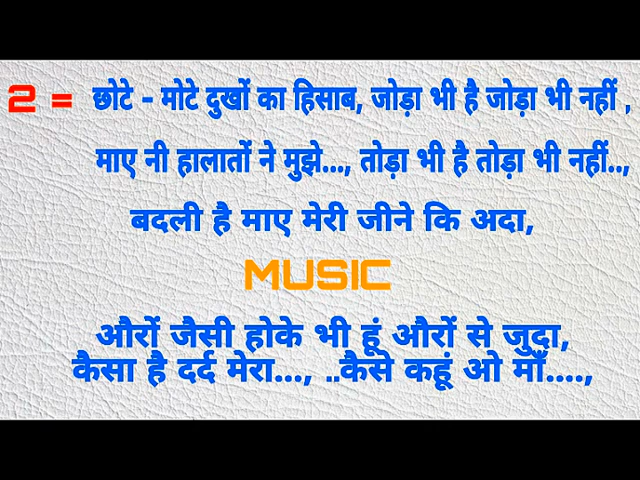 2 = छोटे - मोटे दुखों का हिसाब, जोड़ा भी है जोड़ा भी नहीं ,
माए नी हालातों ने मुझे..., तोड़ा भी है तोड़ा भी नहीं..,
बदली है माए मेरी जीने कि अदा,
MUSIC
औरों जैसी होके भी हूं औरों से जुदा,
कैसा है दर्द मेरा..., ..कैसे कहूं ओ माँ....,